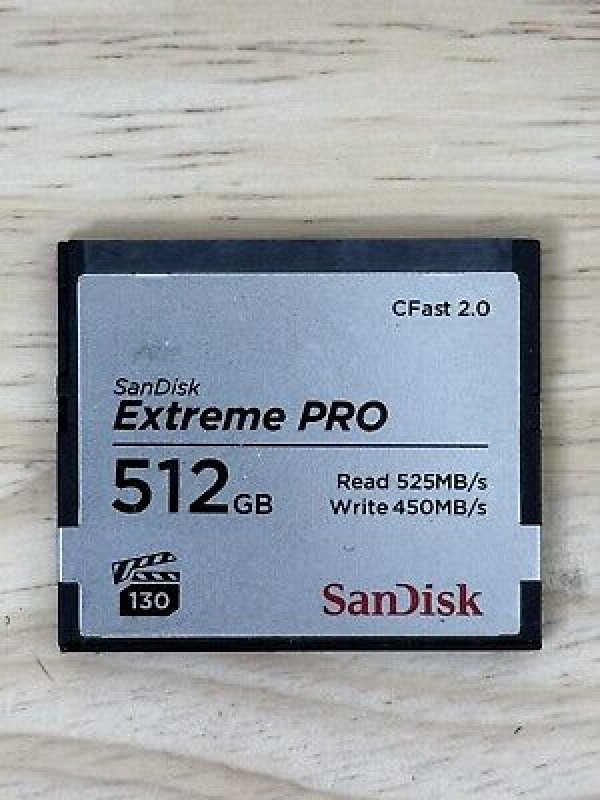 CFast 2.0
SanDisk
Extreme PRO
512GB
Read 525MB/s
Write 450MB/s
130
SanDisk